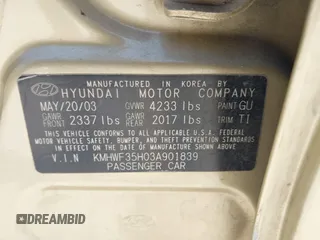 MANUFACTURED IN KOREA BY
HYUNDAI MOTOR COMPANY
MAY/20/03 GVWR 4233 lbs PAINT GU
GAWR FRONT 2337 lbs GAWR REAR 2017 lbs TRIM TI
THIS VEHICLE CONFORMS TO ALL APPLICABLE
U.S. FEDERAL MOTOR VEHICLE SAFETY BUMPER
AND THEFT PREVENTION STANDARDS
IN EFFECT ON THE DATE OF
MANUFACTURE SHOWN ABOVE.
V.I.N KMHWF35H03A901839
PASSENGER CAR